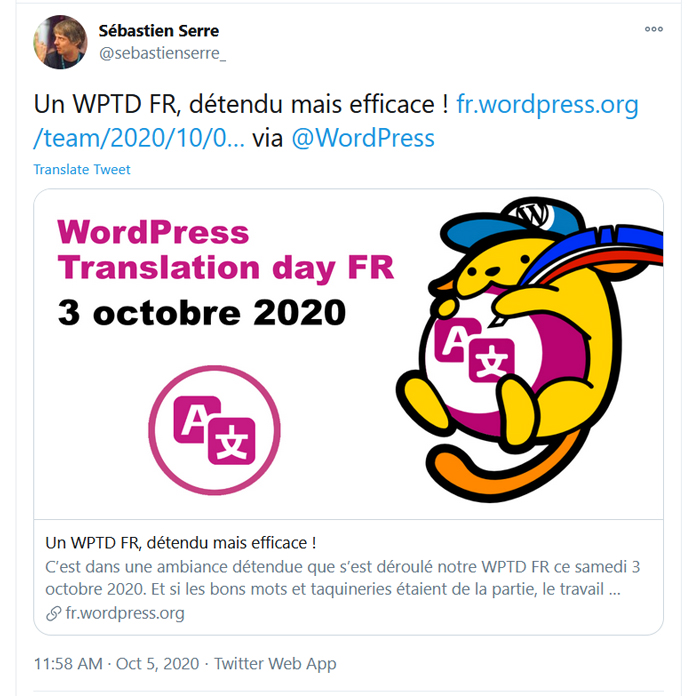 Sébastien Serre
@sebastienserre_
Un WPTD FR, détendu mais efficace ! fr.wordpress.org
/team/2020/10/0... via @WordPress
Translate Tweet
WordPress
Translation day FR
3 octobre 2020
A 文
W
A 文
Un WPTD FR, détendu mais efficace !
C’est dans une ambiance détendue que s’est déroulé notre WPTD FR ce samedi 3
octobre 2020. Et si les bons mots et taquineries étaient de la partie, le travail ...
fr.wordpress.org
11:58 AM · Oct 5, 2020 · Twitter Web App